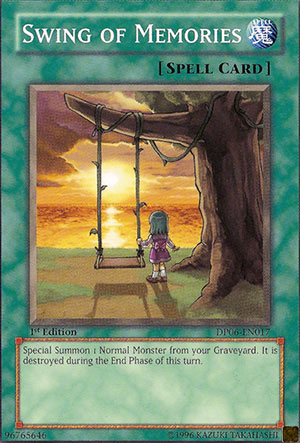 SWING OF MEMORIES 魔
[SPELL CARD]
1st Edition DP06-EN017
Special Summon 1 Normal Monster from your Graveyard. It is
destroyed during the End Phase of this turn.
96765646 ©1996 KAZUKI TAKAHASHI